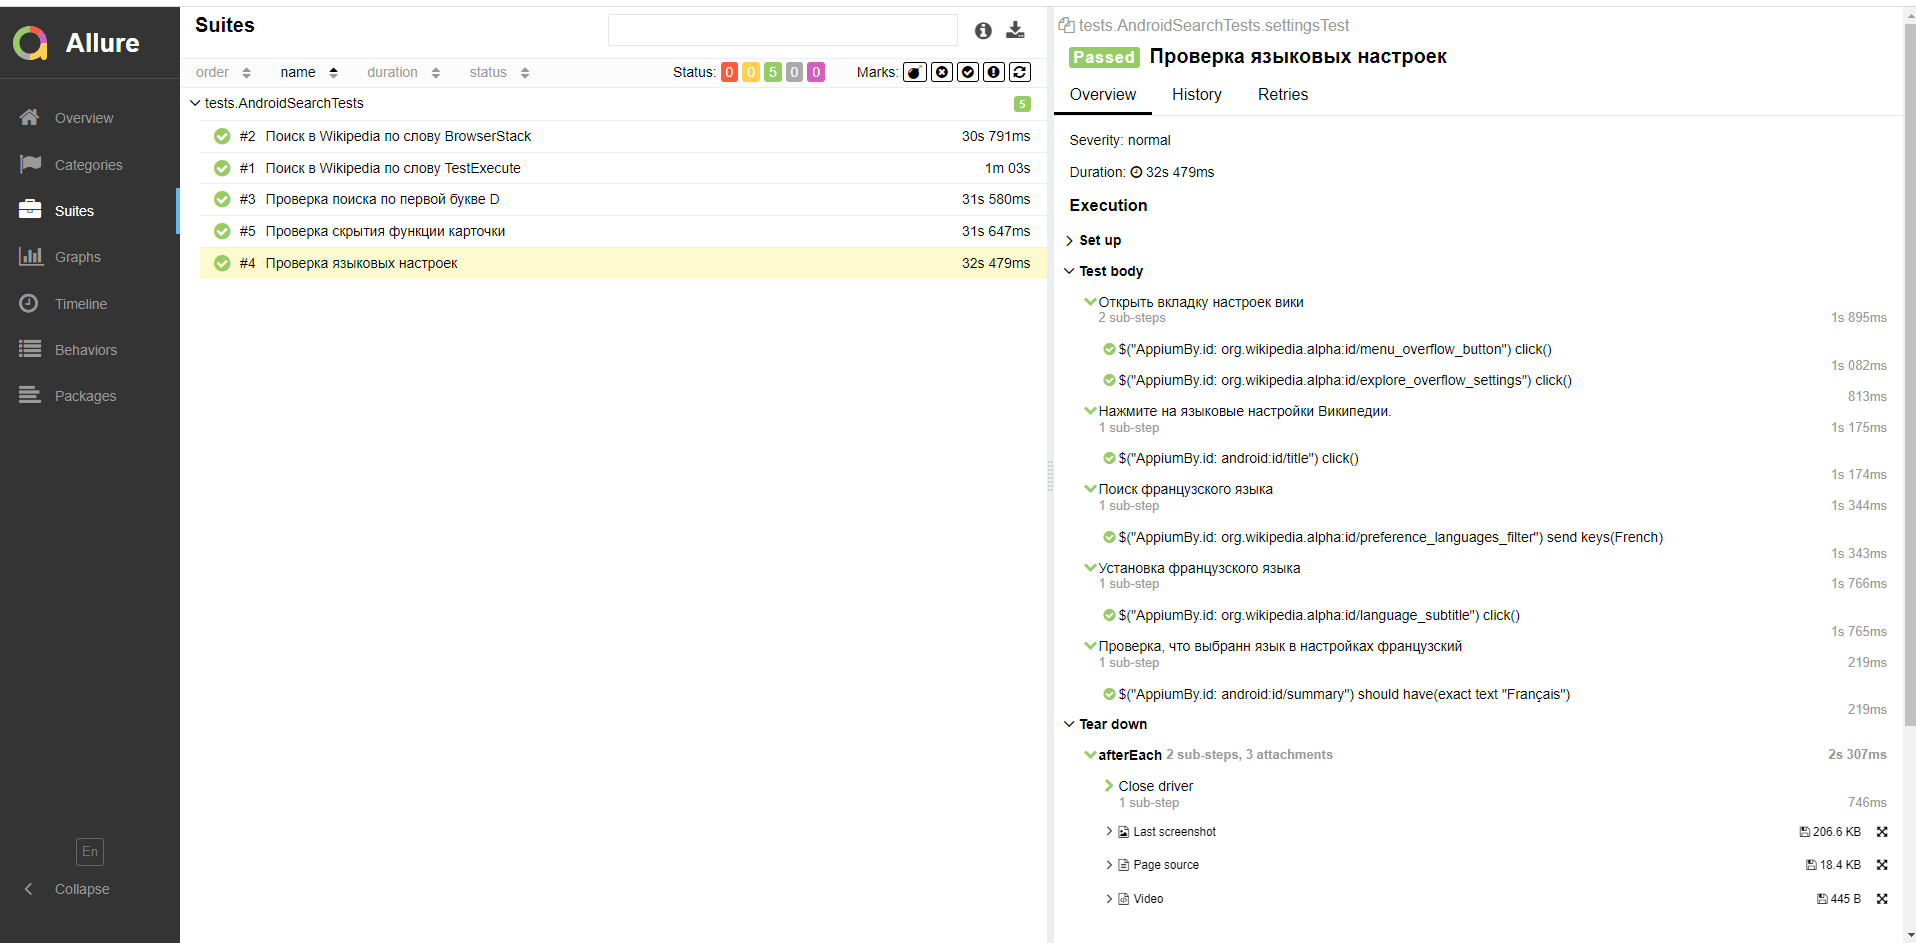 Allure
Overview
Categories
Suites
Graphs
Timeline
Behaviors
Packages
En
Collapse
Suites
order name duration status Status: 0 0 5 0 0 Marks:
tests.AndroidSearchTests 5
#2 Поиск в Wikipedia по слову BrowserStack 30s 791ms
#1 Поиск в Wikipedia по слову TestExecute 1m 03s
#3 Проверка поиска по первой букве D 31s 580ms
#5 Проверка скрытия функции карточки 31s 647ms
#4 Проверка языковых настроек 32s 479ms
tests.AndroidSearchTests.settingsTest
Passed Проверка языковых настроек
Overview History Retries
Severity: normal
Duration: 32s 479ms
Execution
Set up
Test body
Открыть вкладку настроек вики
2 sub-steps 1s 895ms
$("AppiumBy.id: org.wikipedia.alpha:id/menu_overflow_button") click()
1s 082ms
$("AppiumBy.id: org.wikipedia.alpha:id/explore_overflow_settings") click()
813ms
Нажмите на языковые настройки Википедии.
1 sub-step 1s 175ms
$("AppiumBy.id: android:id/title") click()
1s 174ms
Поиск французского языка
1 sub-step 1s 344ms
$("AppiumBy.id: org.wikipedia.alpha:id/preference_languages_filter") send keys(French)
1s 343ms
Установка французского языка
1 sub-step 1s 766ms
$("AppiumBy.id: org.wikipedia.alpha:id/language_subtitle") click()
1s 765ms
Проверка, что выбранн язык в настройках французский
1 sub-step 219ms
$("AppiumBy.id: android:id/summary") should have(exact text "Français")
219ms
Tear down
afterEach 2 sub-steps, 3 attachments 2s 307ms
Close driver
1 sub-step 746ms
Last screenshot 206.6 KB
Page source 18.4 KB
Video 445 B